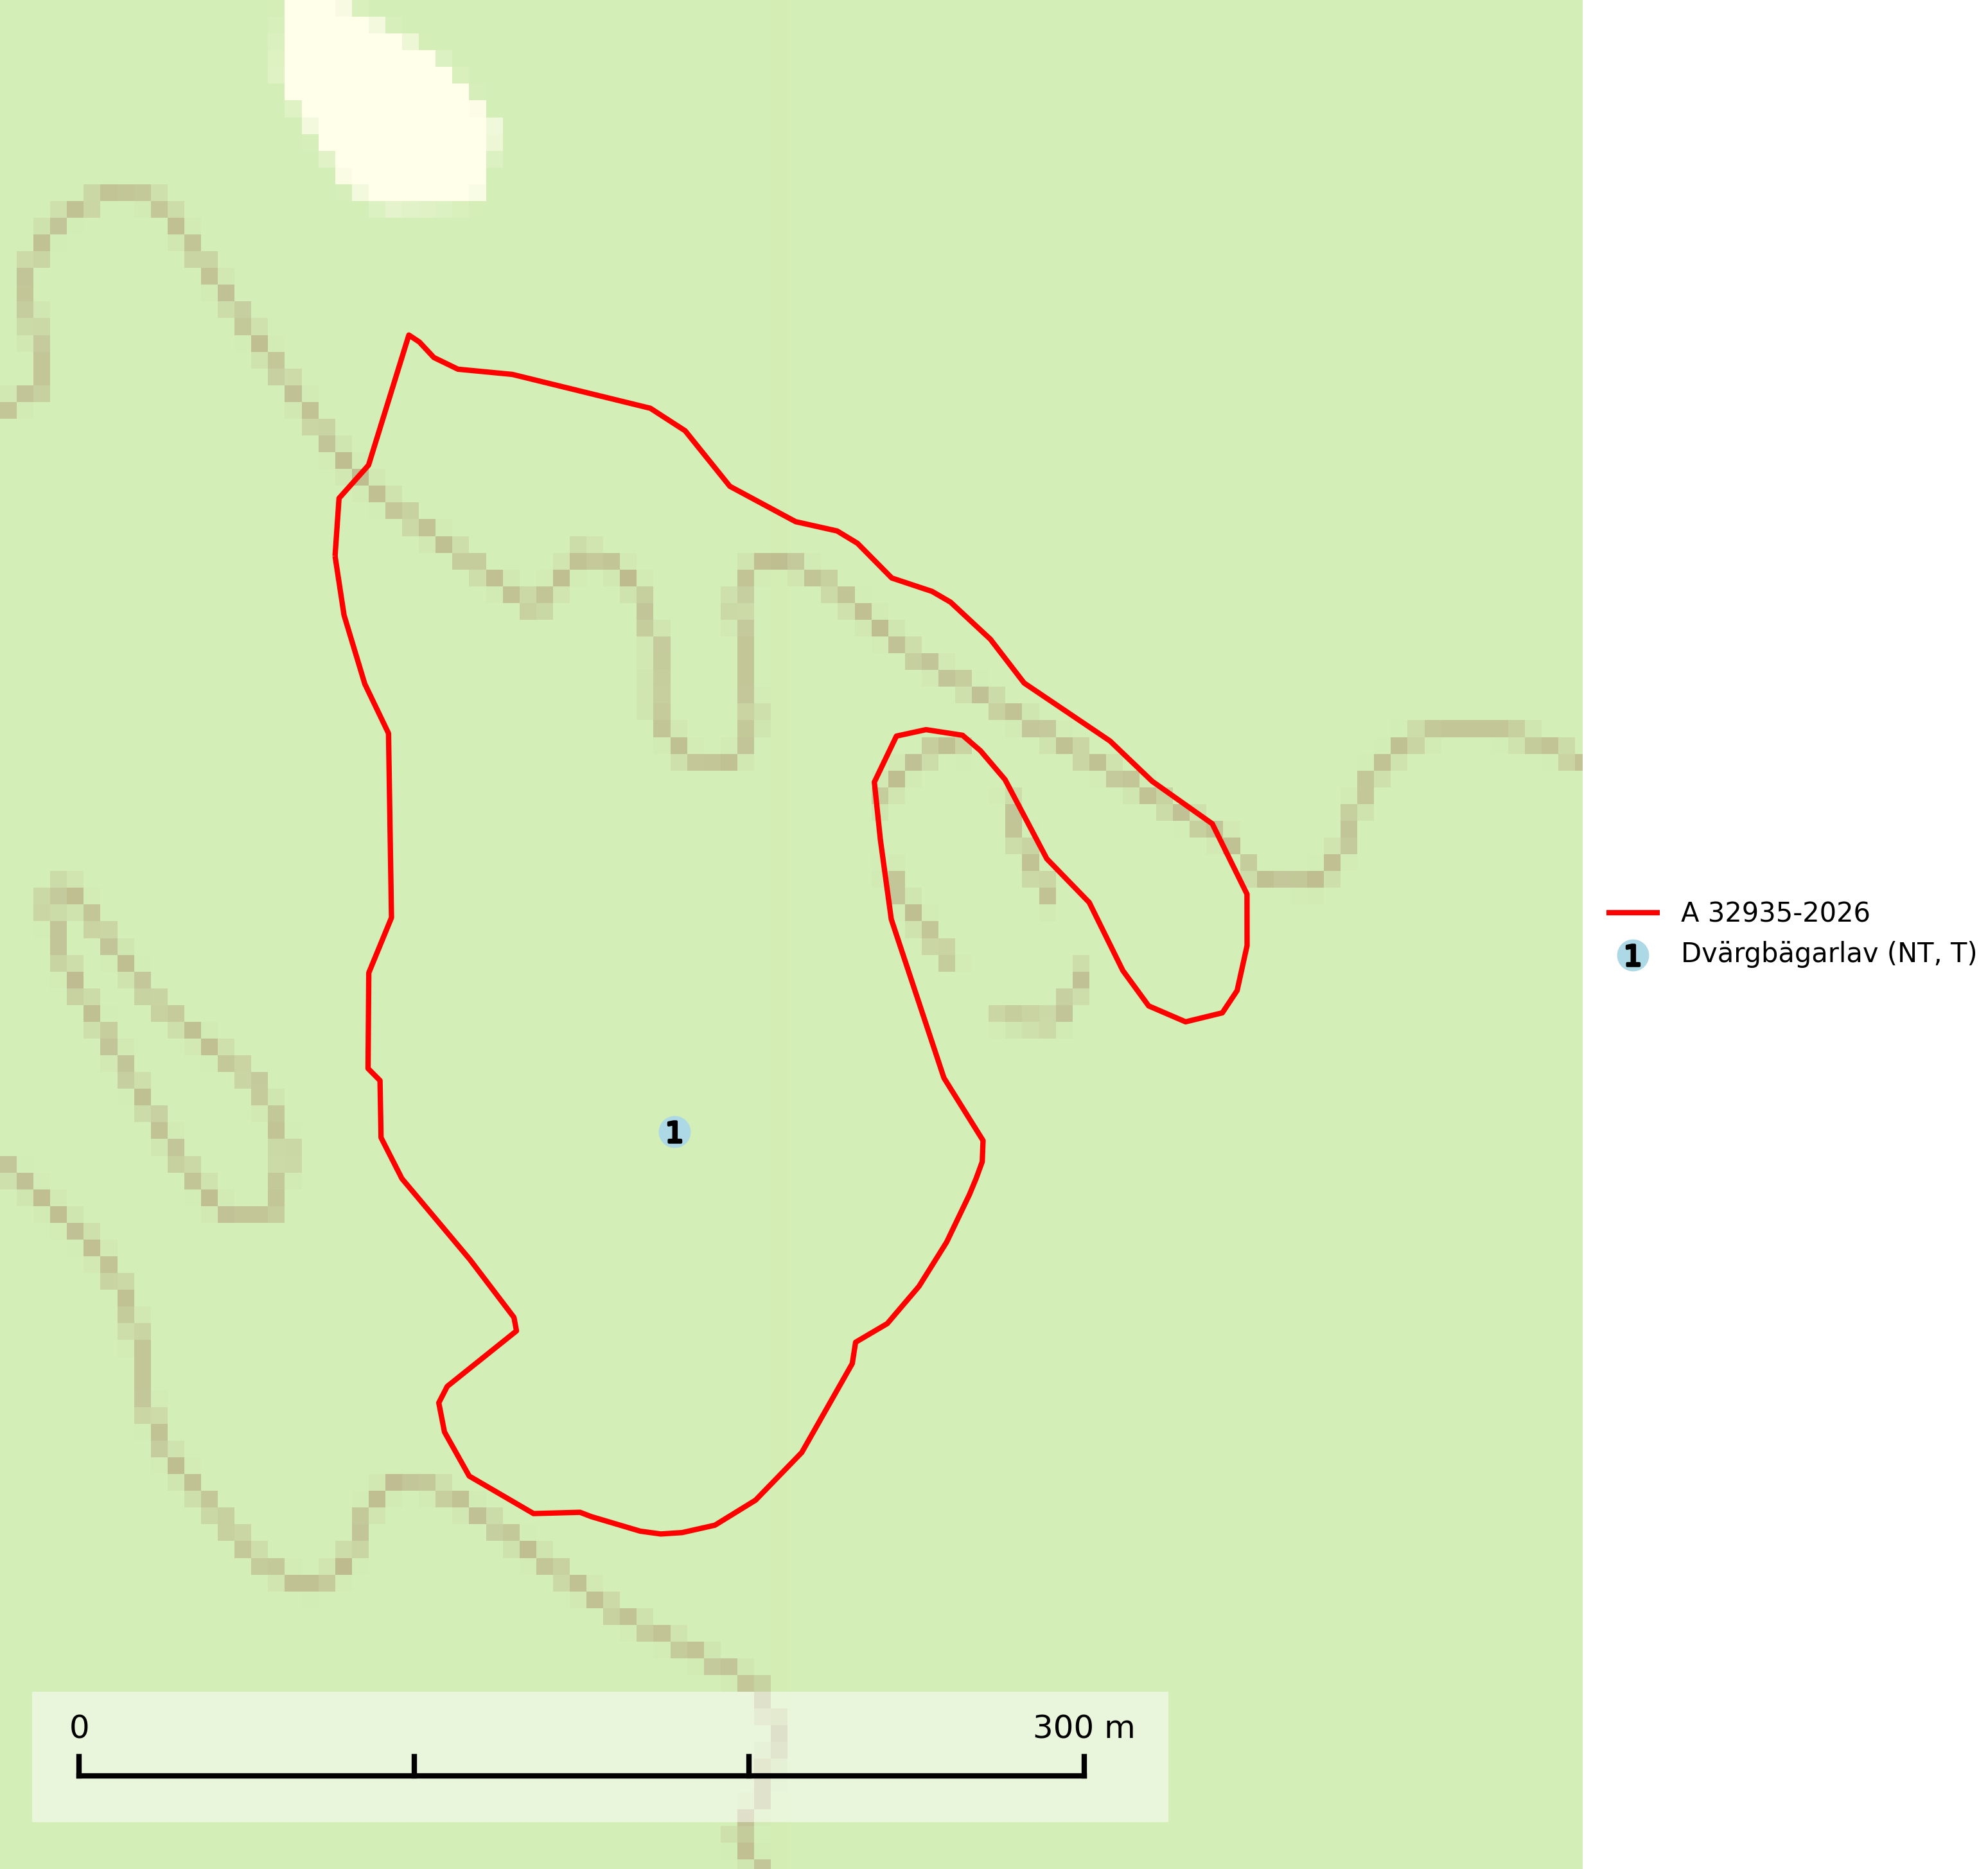 A 32935-2026
1 Dvärgbägarlav (NT, T)
1
0 300 m